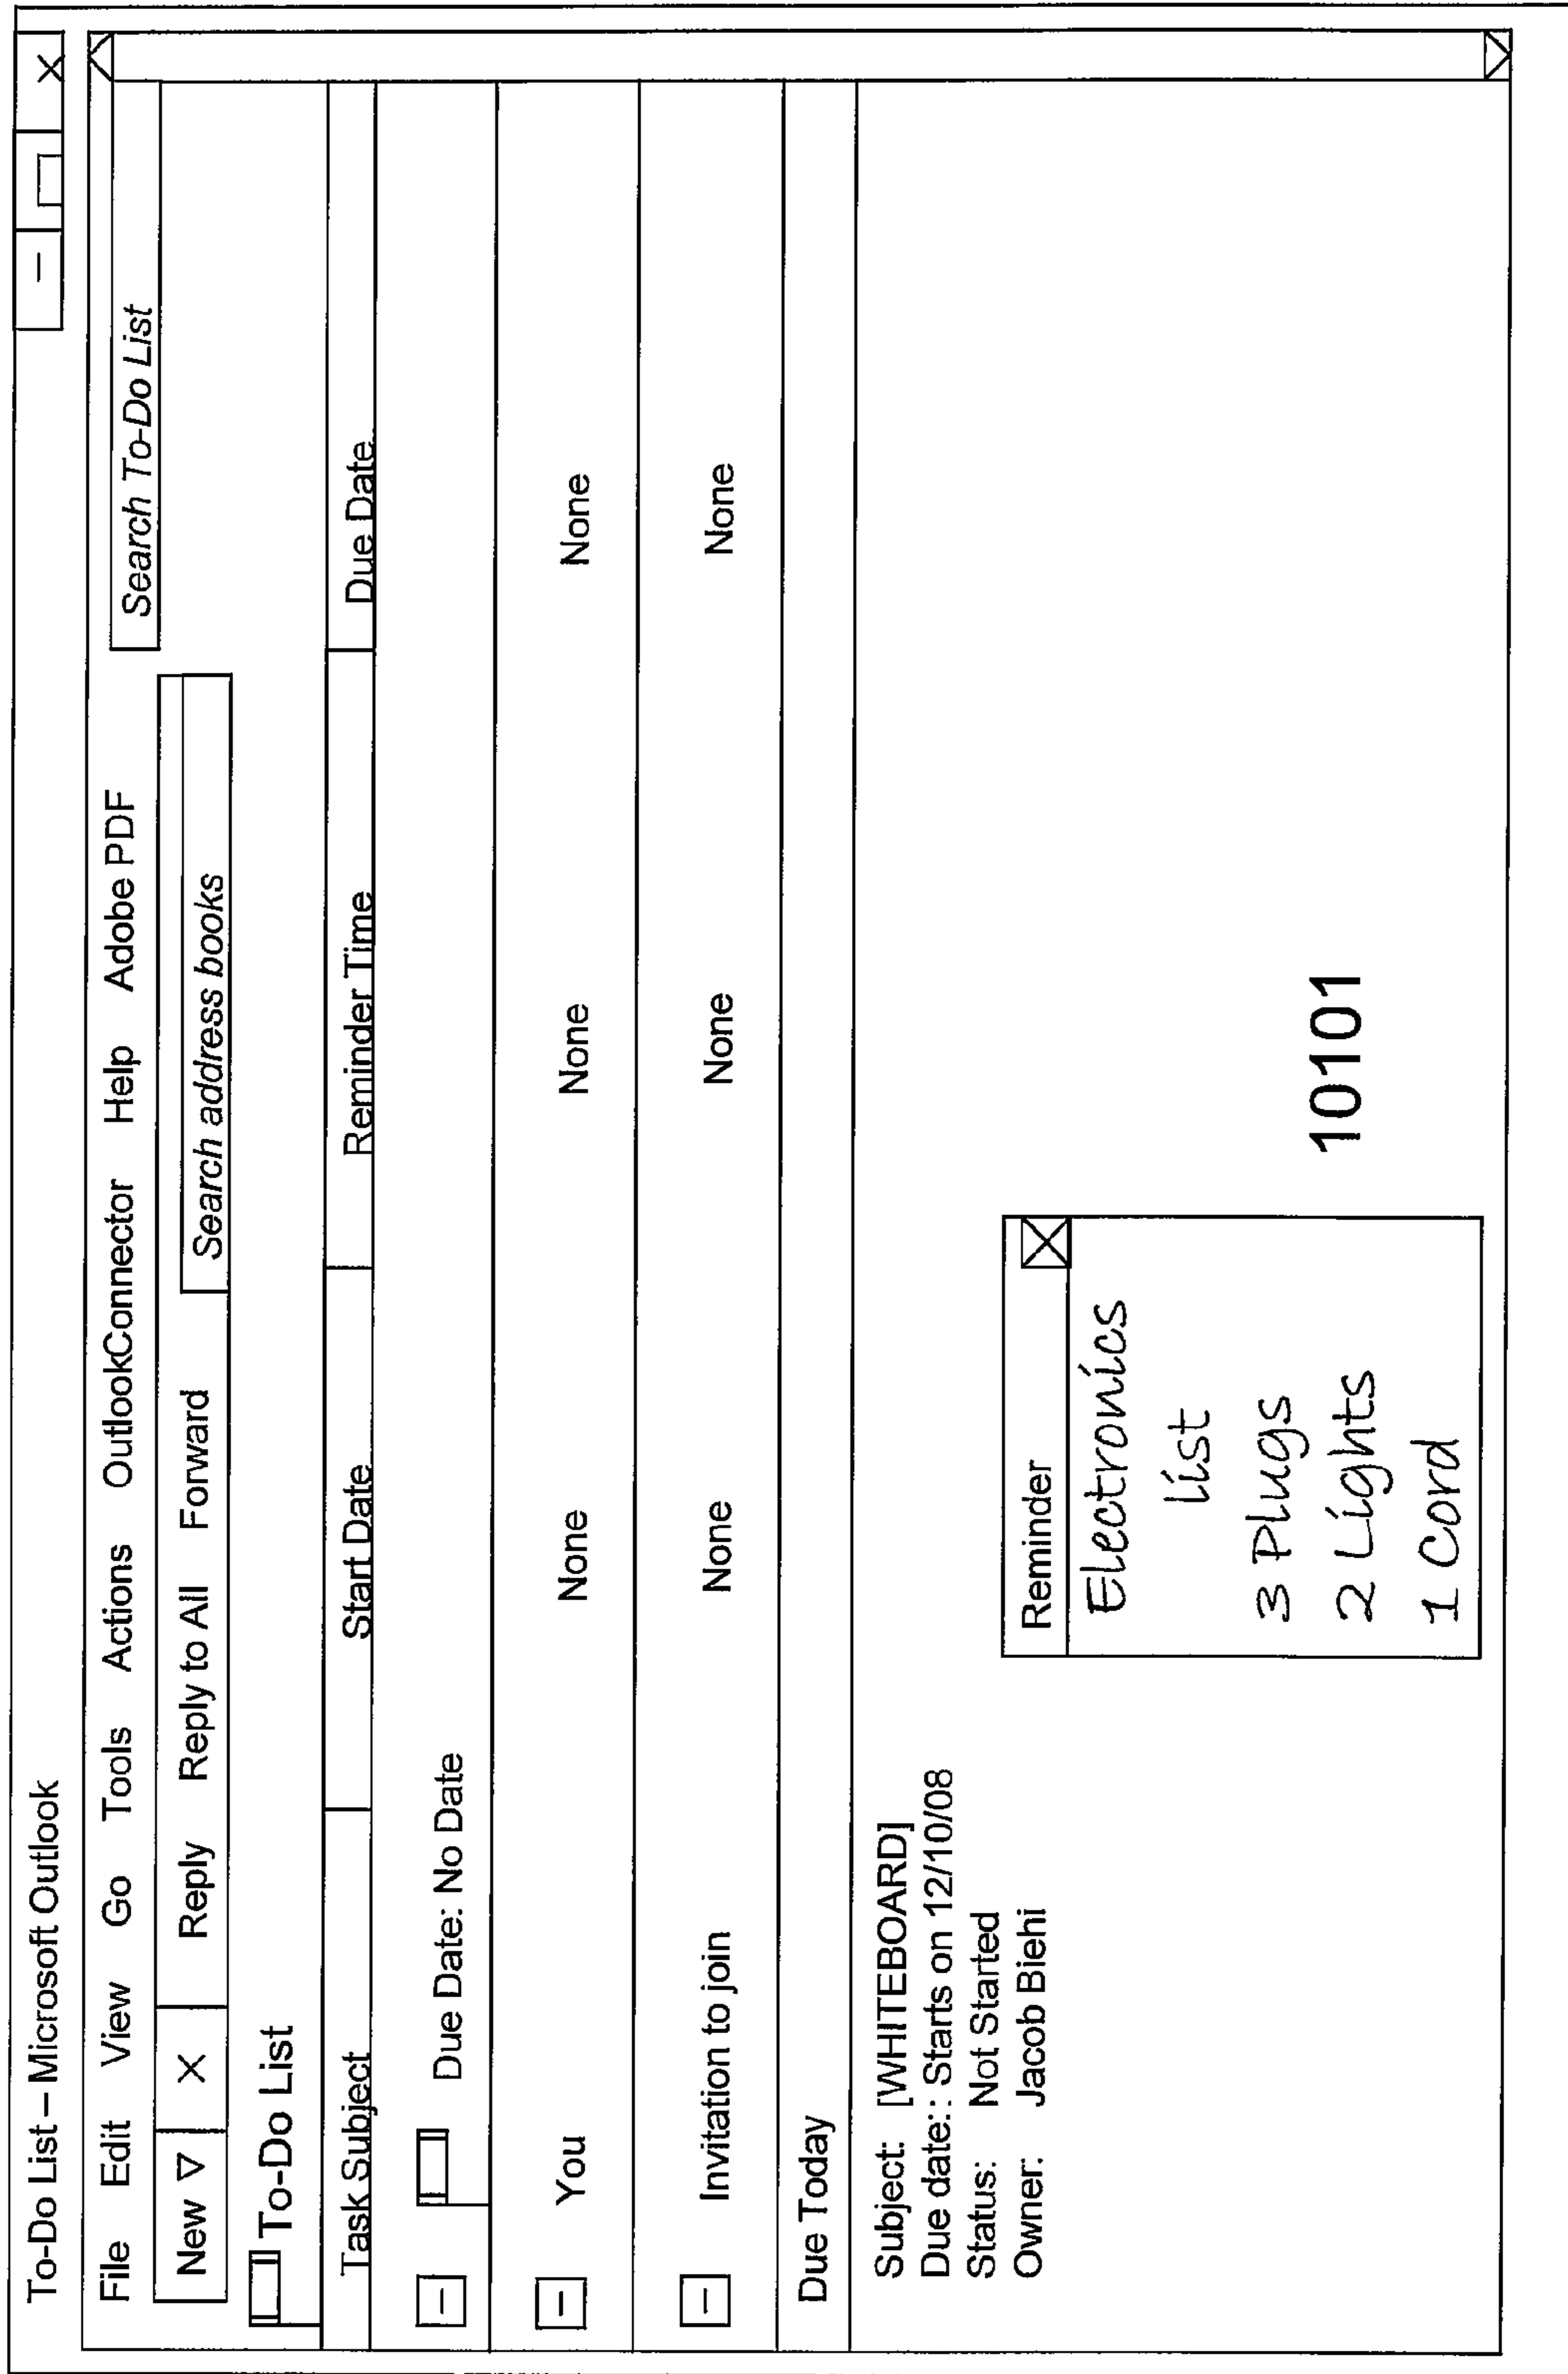 To-Do List – Microsoft Outlook
File Edit View Go Tools Actions OutlookConnector Help Adobe PDF
Search To-Do List
New X Reply Reply to All Forward
Search address books
To-Do List
Task Subject Start Date Reminder Time Due Date
Due Date: No Date
You None None None
Invitation to join None None None
Due Today
Subject: [WHITEBOARD]
Due date:: Starts on 12/10/08
Status: Not Started
Owner: Jacob Biehi
Reminder
Electronics
list
3 Plugs
2 Lights
1 Cord
10101